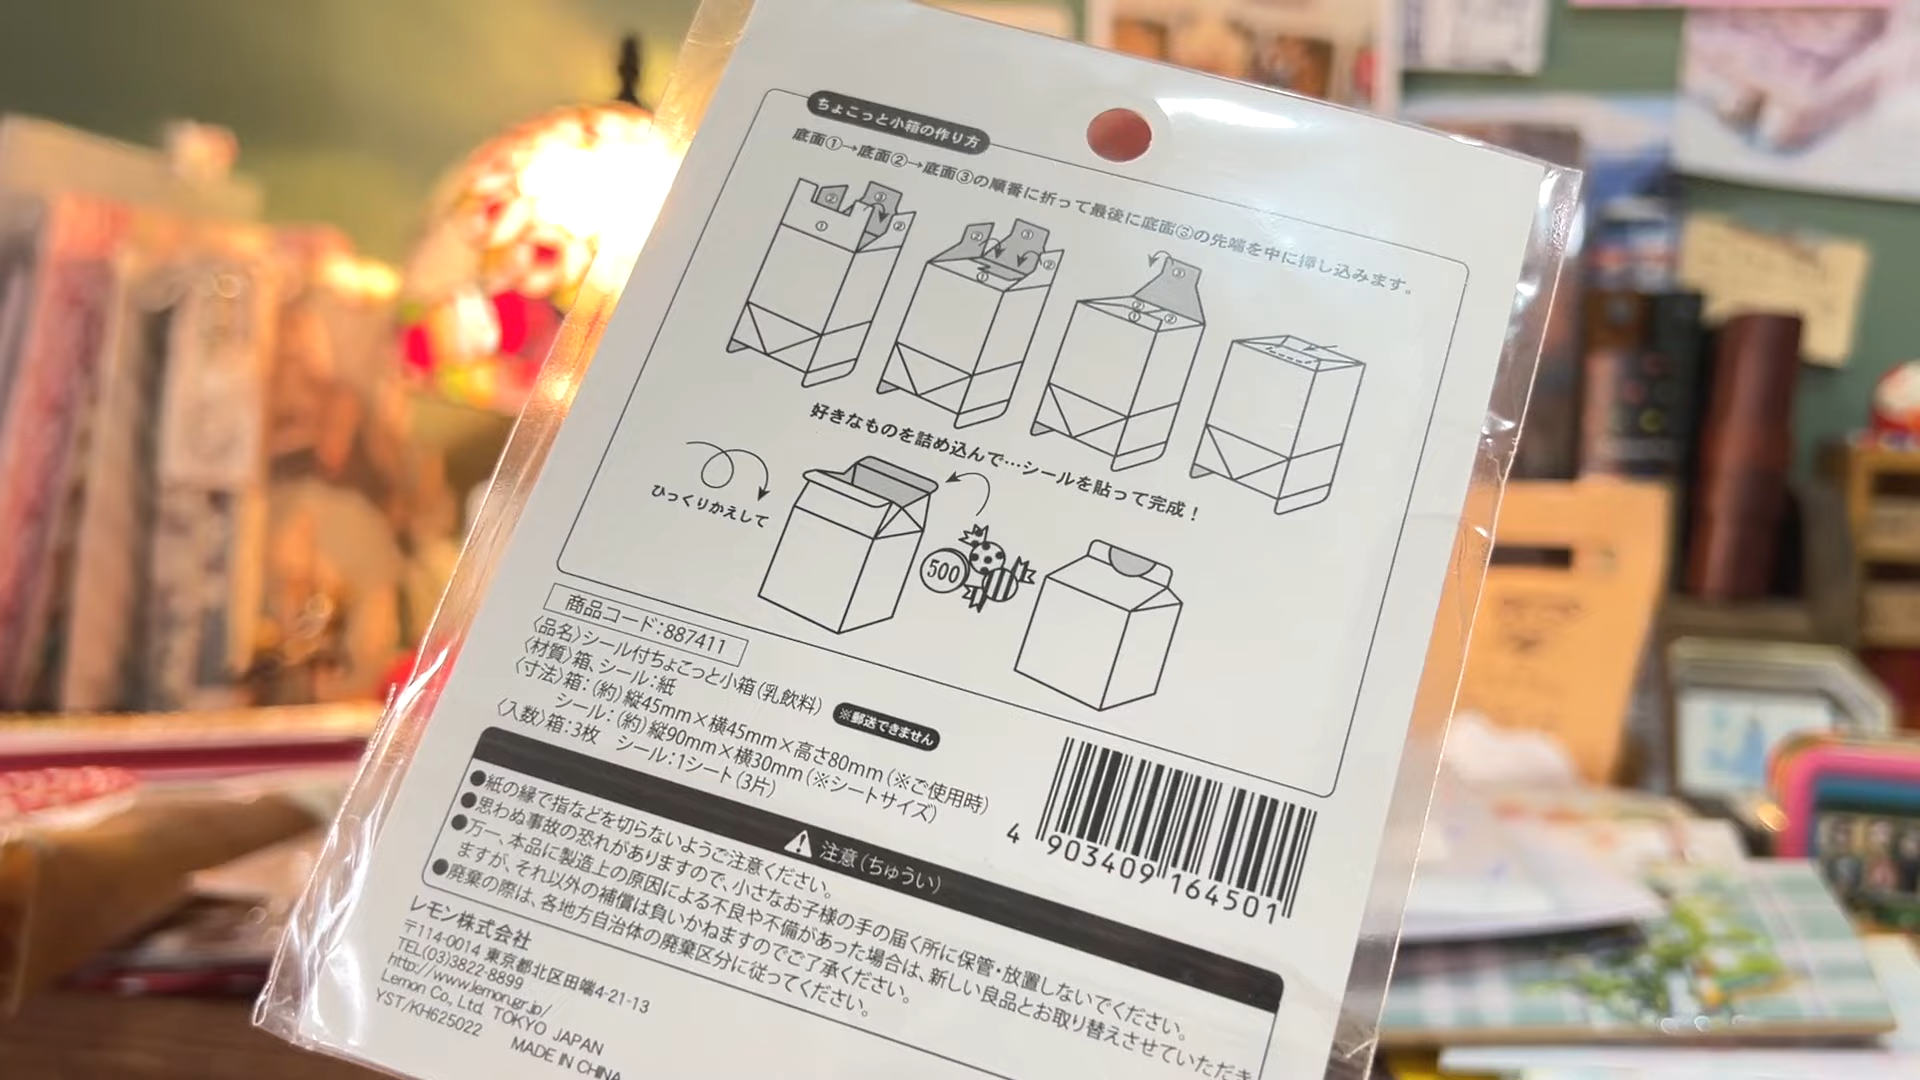 ちょこっと小箱の作り方
底面①→底面②→底面③の順番に折って最後に底面③の先端を中に挿し込みます。
② ③ ① ②
② ③ ② ①
③ ② ① ②
好きなものを詰め込んで…シールを貼って完成！
ひっくりかえして
500
商品コード：887411
〈品名〉シール付ちょこっと小箱（乳飲料）
※郵送できません
〈材質〉箱、シール：紙
〈寸法〉箱：（約）縦45mm×横45mm×高さ80mm（※ご使用時）
シール：（約）縦90mm×横30mm（※シートサイズ）
〈入数〉箱：3枚　シール：1シート（3片）
4 903409 164501
注意（ちゅうい）
●紙の縁で指などを切らないようご注意ください。
●思わぬ事故の恐れがありますので、小さなお子様の手の届く所に保管・放置しないでください。
●万一、本品に製造上の原因による不良や不備があった場合は、新しい良品とお取り替えさせていただき
ますが、それ以外の補償は負いかねますのでご了承ください。
●廃棄の際は、各地方自治体の廃棄区分に従ってください。
レモン株式会社
〒114-0014 東京都北区田端4-21-13
TEL(03)3822-8899
http://www.lemon.gr.jp/
Lemon Co., Ltd. TOKYO JAPAN
YST/KH625022 MADE IN CHINA